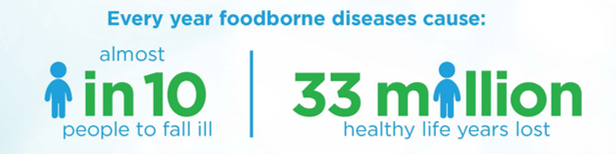 Every year foodborne diseases cause:
almost
in 10
people to fall ill
33 million
healthy life years lost